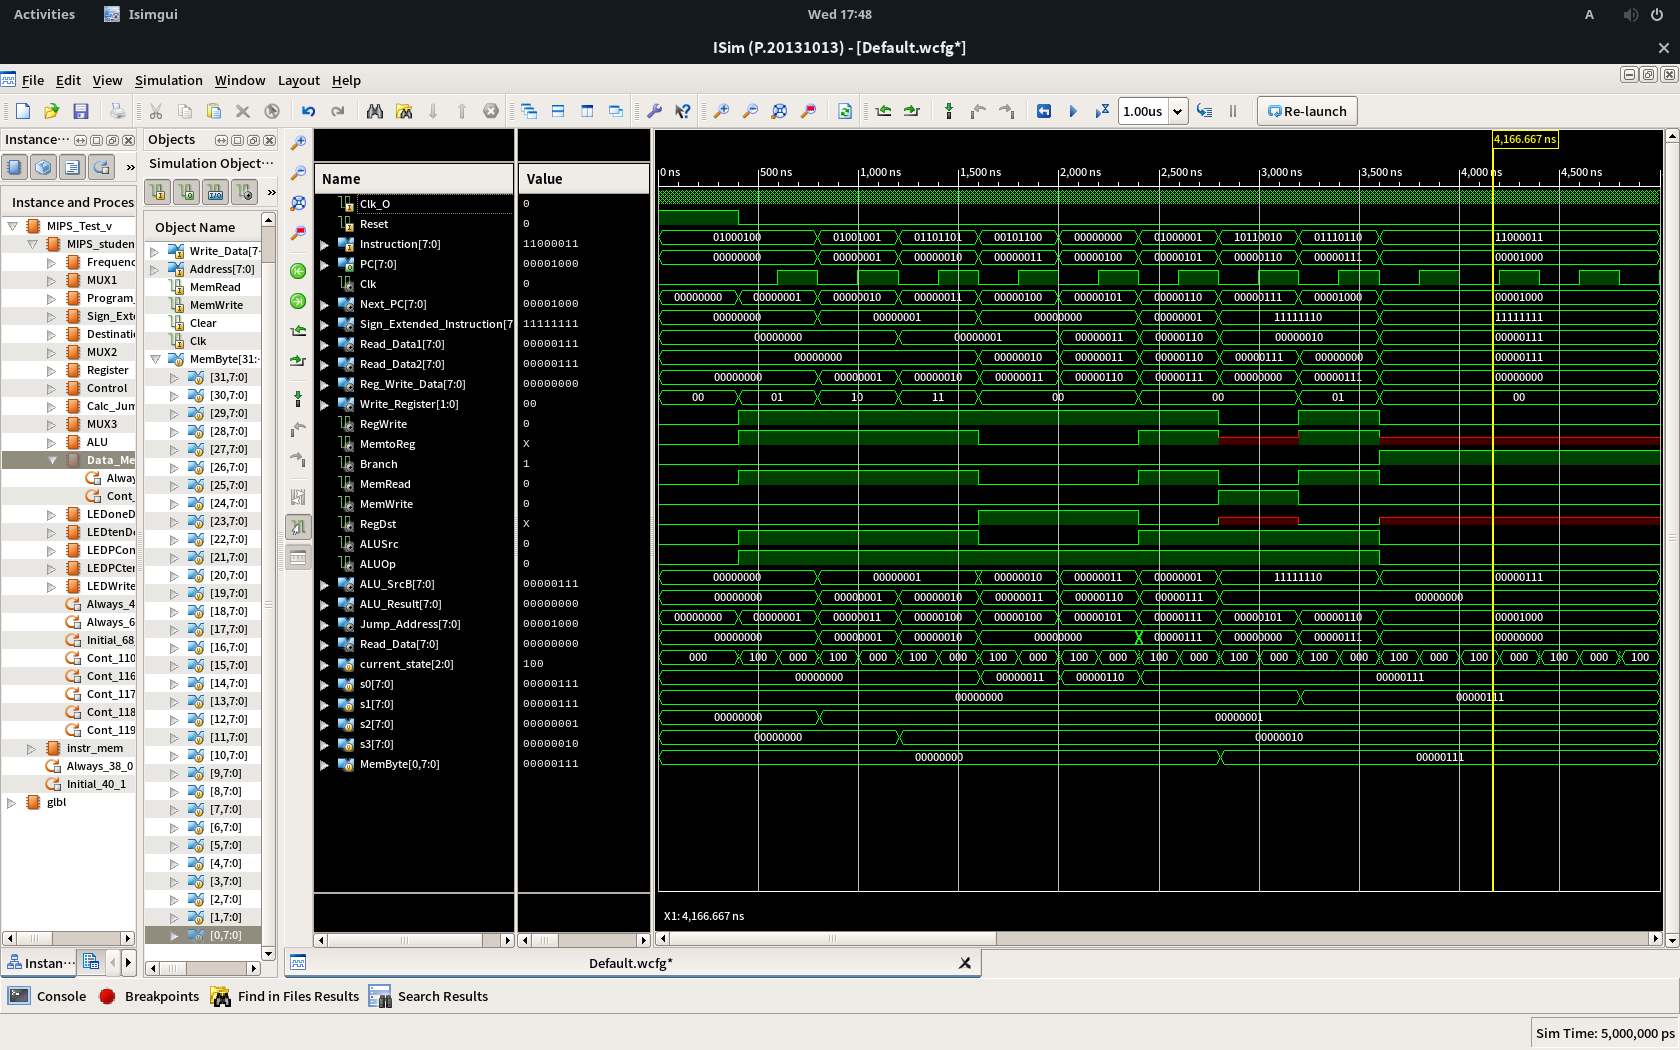 Activities Isimgui Wed 17:48 A
ISim (P.20131013) - [Default.wcfg*]
File Edit View Simulation Window Layout Help
1.00us Re-launch
Instance··· Objects
Simulation Object···
Instance and Proces
Object Name
MIPS_Test_v
MIPS_studen
Frequenc
MUX1
Program_
Sign_Exte
Destinatio
MUX2
Register
Control
Calc_Jum
MUX3
ALU
Data_Me
Alway
Cont_
LEDoneD
LEDtenDe
LEDPCon
LEDPCter
LEDWrite
Always_4
Always_6
Initial_68
Cont_110
Cont_116
Cont_117
Cont_118
Cont_119
instr_mem
Always_38_0
Initial_40_1
glbl
Instan···
Write_Data[7-
Address[7:0]
MemRead
MemWrite
Clear
Clk
MemByte[31:·
[31,7:0]
[30,7:0]
[29,7:0]
[28,7:0]
[27,7:0]
[26,7:0]
[25,7:0]
[24,7:0]
[23,7:0]
[22,7:0]
[21,7:0]
[20,7:0]
[19,7:0]
[18,7:0]
[17,7:0]
[16,7:0]
[15,7:0]
[14,7:0]
[13,7:0]
[12,7:0]
[11,7:0]
[10,7:0]
[9,7:0]
[8,7:0]
[7,7:0]
[6,7:0]
[5,7:0]
[4,7:0]
[3,7:0]
[2,7:0]
[1,7:0]
[0,7:0]
4,166.667 ns
Name Value 0 ns 500 ns 1,000 ns 1,500 ns 2,000 ns 2,500 ns 3,000 ns 3,500 ns 4,000 ns 4,500 ns
Clk_O 0
Reset 0
Instruction[7:0] 11000011 01000100 01001001 01101101 00101100 00000000 01000001 10110010 01110110 11000011
PC[7:0] 00001000 00000000 00000001 00000010 00000011 00000100 00000101 00000110 00000111 00001000
Clk 0
Next_PC[7:0] 00001000 00000000 00000001 00000010 00000011 00000100 00000101 00000110 00000111 00001000 00001000
Sign_Extended_Instruction[7 11111111 00000000 00000001 00000000 00000001 11111110 11111111
Read_Data1[7:0] 00000111 00000000 00000001 00000011 00000110 00000010 00000111
Read_Data2[7:0] 00000111 00000000 00000010 00000011 00000110 00000111 00000000 00000111
Reg_Write_Data[7:0] 00000000 00000000 00000001 00000010 00000011 00000110 00000111 00000000 00000111 00000000
Write_Register[1:0] 00 00 01 10 11 00 00 01 00
RegWrite 0
MemtoReg X
Branch 1
MemRead 0
MemWrite 0
RegDst X
ALUSrc 0
ALUOp 0
ALU_SrcB[7:0] 00000111 00000000 00000001 00000010 00000011 00000001 11111110 00000111
ALU_Result[7:0] 00000000 00000000 00000001 00000010 00000011 00000110 00000111 00000000
Jump_Address[7:0] 00001000 00000000 00000001 00000011 00000100 00000100 00000101 00000111 00000101 00000110 00001000
Read_Data[7:0] 00000000 00000000 00000001 00000010 00000000 00000111 00000000 00000111 00000000
current_state[2:0] 100 000 100 000 100 000 100 000 100 000 100 000 100 000 100 000 100 000 100 000 100 000 100
s0[7:0] 00000111 00000000 00000011 00000110 00000111
s1[7:0] 00000111 00000000 00000111
s2[7:0] 00000001 00000000 00000001
s3[7:0] 00000010 00000000 00000010
MemByte[0,7:0] 00000111 00000000 00000111
X1: 4,166.667 ns
Default.wcfg*
Console Breakpoints Find in Files Results Search Results
Sim Time: 5,000,000 ps